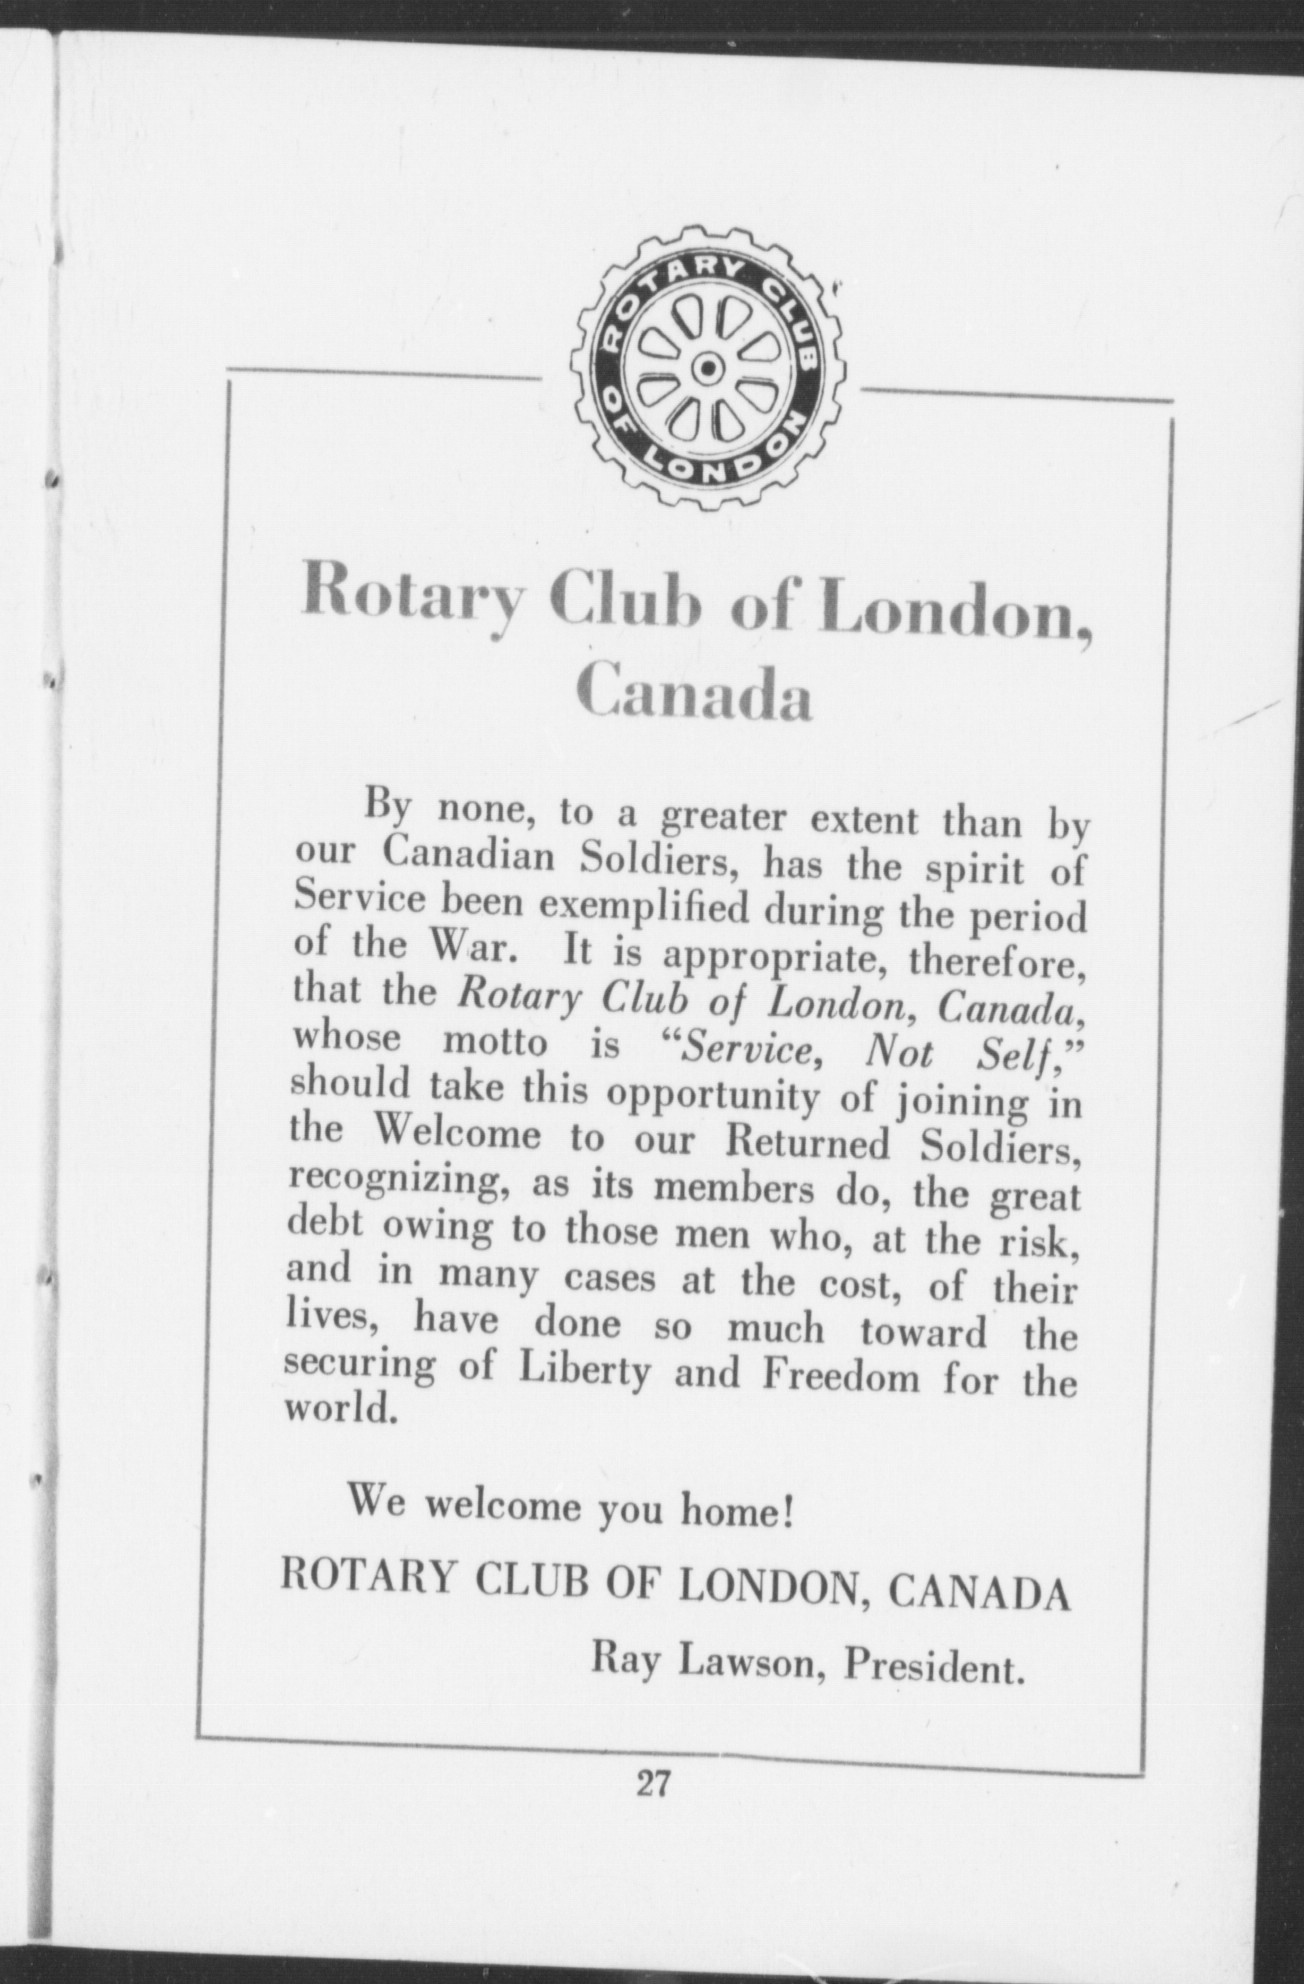 ROTARY CLUB
OF LONDON
Rotary Club of London,
Canada
By none, to a greater extent than by
our Canadian Soldiers, has the spirit of
Service been exemplified during the period
of the War. It is appropriate, therefore,
that the Rotary Club of London, Canada,
whose motto is “Service, Not Self,”
should take this opportunity of joining in
the Welcome to our Returned Soldiers,
recognizing, as its members do, the great
debt owing to those men who, at the risk,
and in many cases at the cost, of their
lives, have done so much toward the
securing of Liberty and Freedom for the
world.
We welcome you home!
ROTARY CLUB OF LONDON, CANADA
Ray Lawson, President.
27